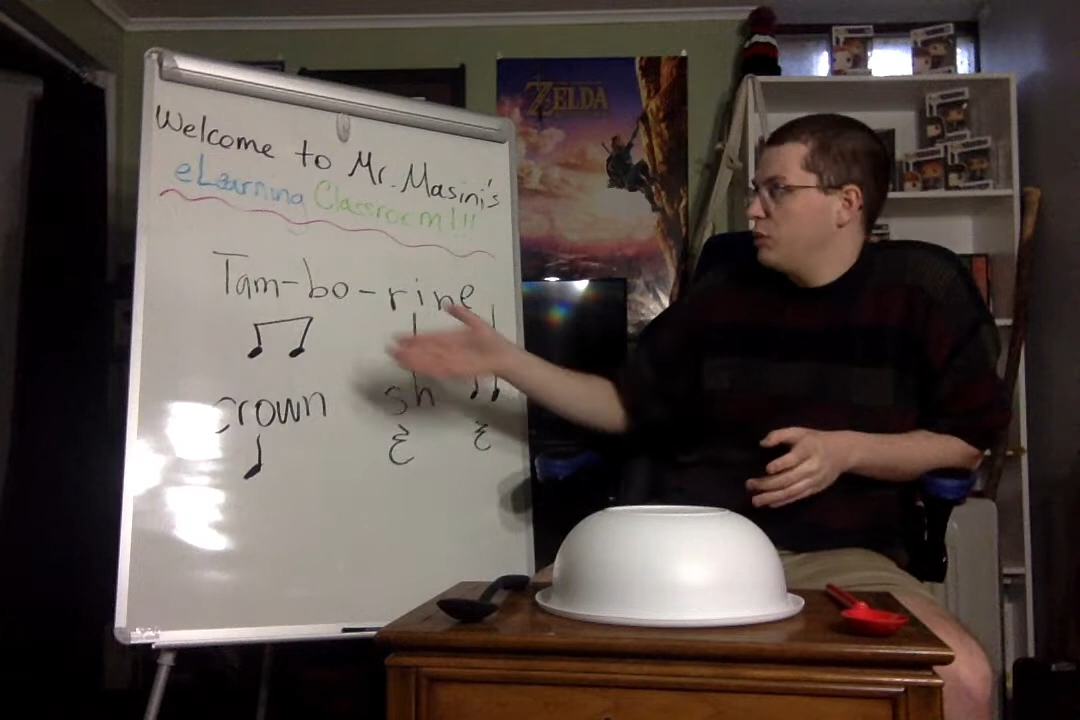 Welcome to Mr. Masini's
eLearning Classroom!!!
Tam-bo-rine
crown sh
ZELDA